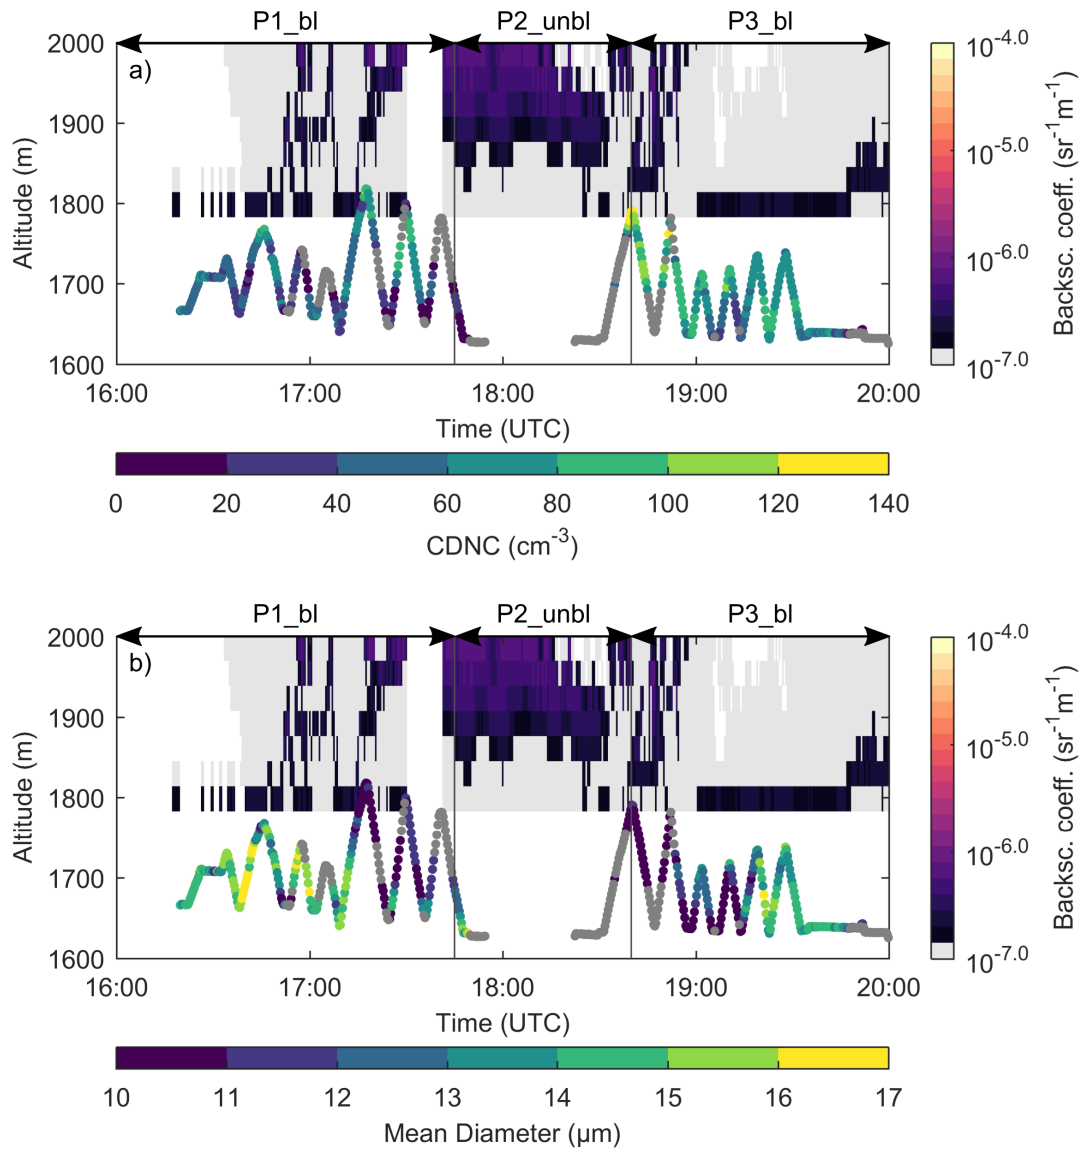 P1_bl P2_unbl P3_bl
2000
1900
1800
1700
1600
Altitude (m)
a)
16:00 17:00 18:00 19:00 20:00
Time (UTC)
10-4.0
10-5.0
10-6.0
10-7.0
Backsc. coeff. (sr-1m-1)
0 20 40 60 80 100 120 140
CDNC (cm-3)
P1_bl P2_unbl P3_bl
2000
1900
1800
1700
1600
Altitude (m)
b)
16:00 17:00 18:00 19:00 20:00
Time (UTC)
10-4.0
10-5.0
10-6.0
10-7.0
Backsc. coeff. (sr-1m-1)
10 11 12 13 14 15 16 17
Mean Diameter (µm)